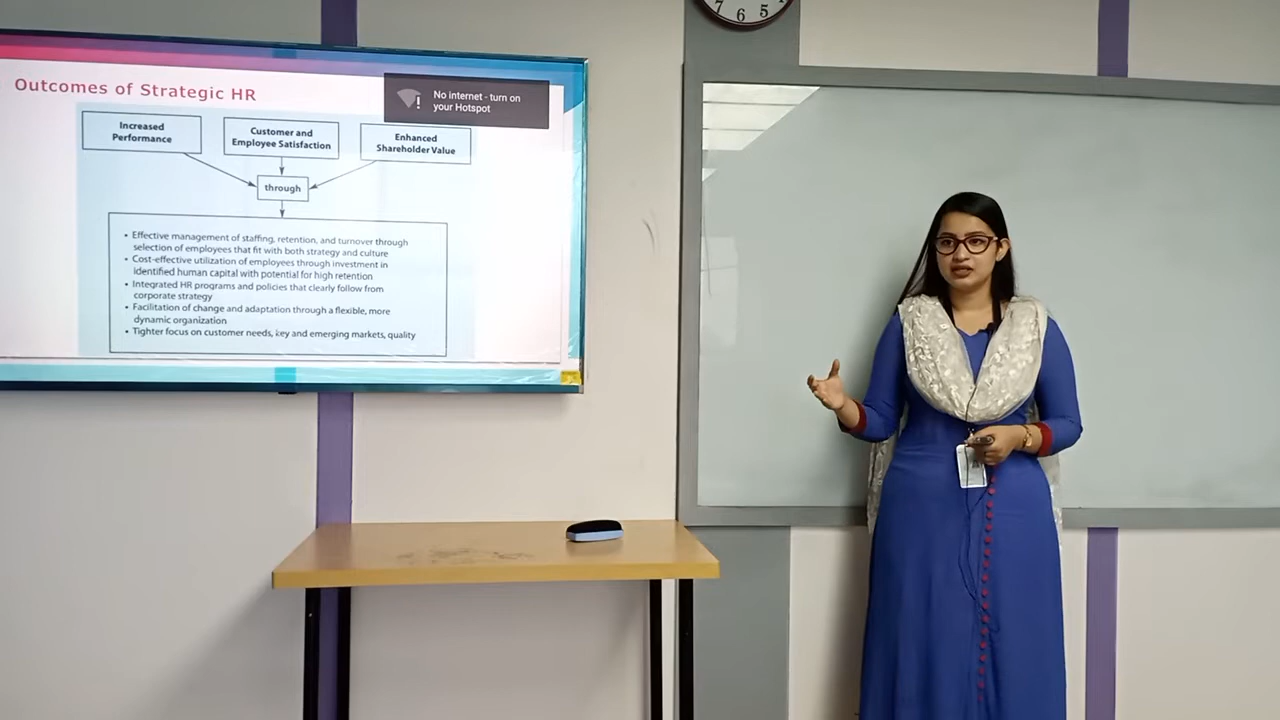 Outcomes of Strategic HR
No internet - turn on
your Hotspot
Increased
Performance
Customer and
Employee Satisfaction
Enhanced
Shareholder Value
through
• Effective management of staffing, retention, and turnover through
selection of employees that fit with both strategy and culture
• Cost-effective utilization of employees through investment in
identified human capital with potential for high retention
• Integrated HR programs and policies that clearly follow from
corporate strategy
• Facilitation of change and adaptation through a flexible, more
dynamic organization
• Tighter focus on customer needs, key and emerging markets, quality
7 6 5